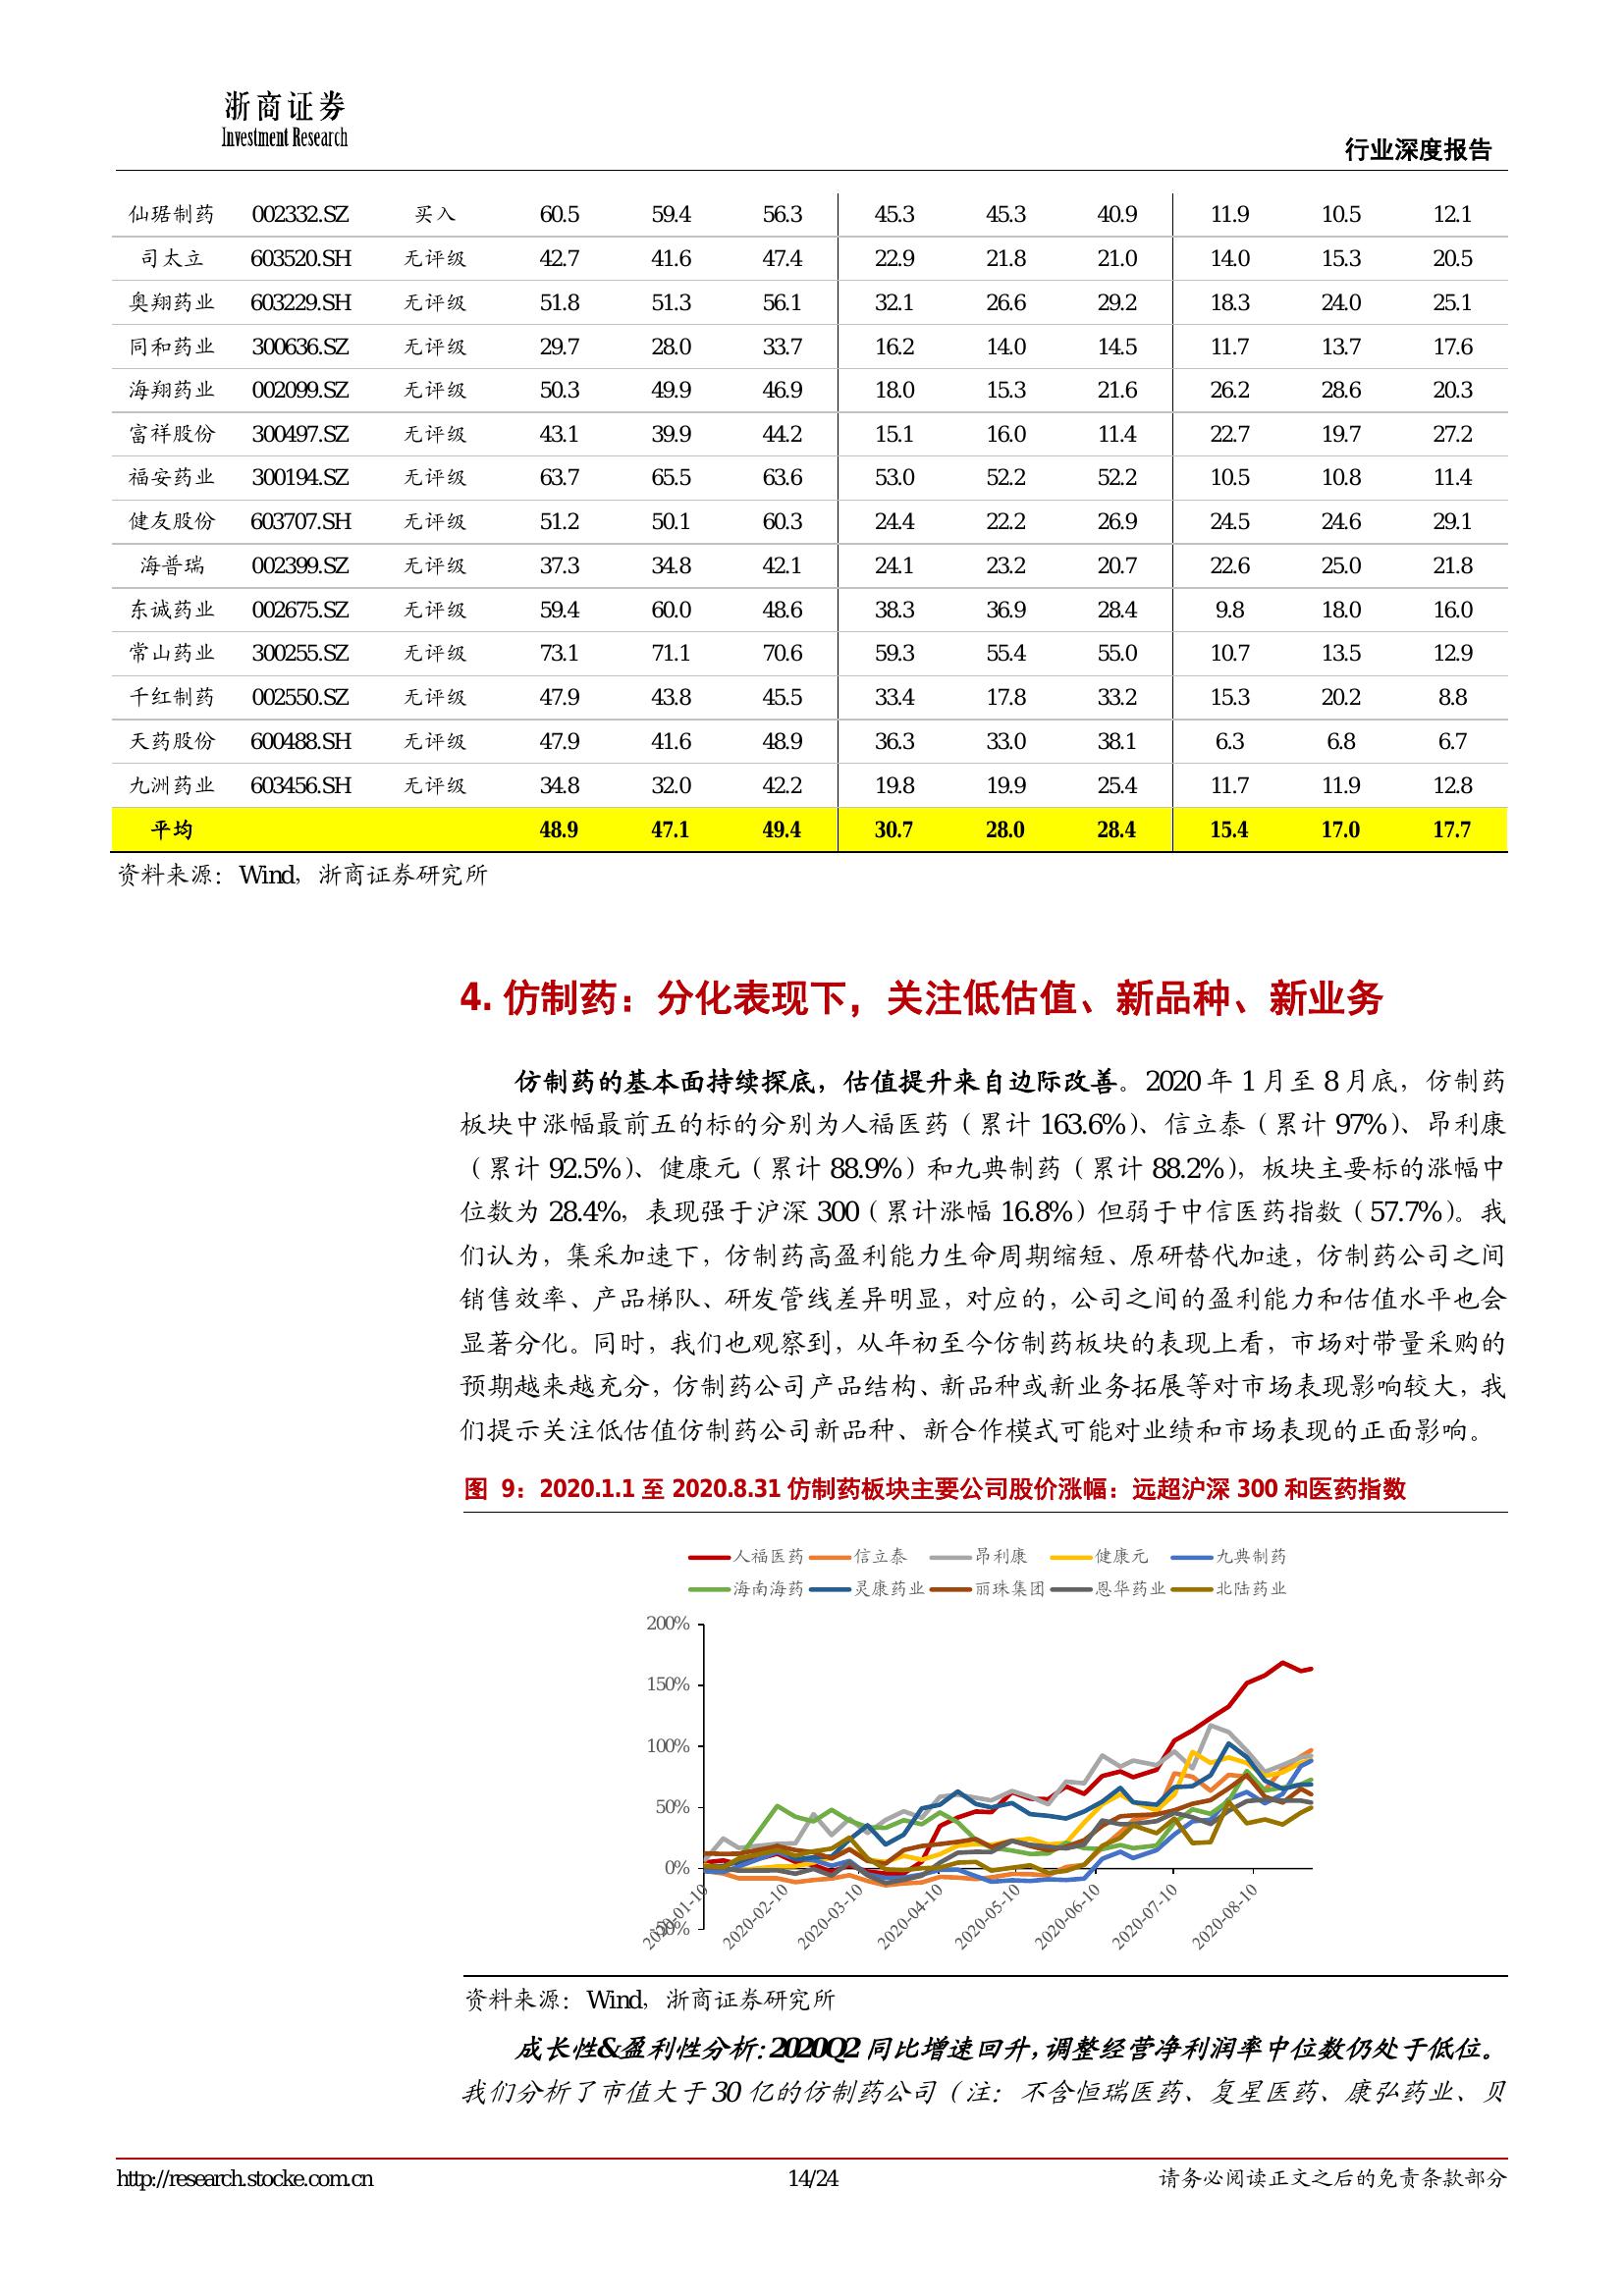 浙商证券
Investment Research
行业深度报告
仙琚制药 002332.SZ 买入 60.5 59.4 56.3 45.3 45.3 40.9 11.9 10.5 12.1
司太立 603520.SH 无评级 42.7 41.6 47.4 22.9 21.8 21.0 14.0 15.3 20.5
奥翔药业 603229.SH 无评级 51.8 51.3 56.1 32.1 26.6 29.2 18.3 24.0 25.1
同和药业 300636.SZ 无评级 29.7 28.0 33.7 16.2 14.0 14.5 11.7 13.7 17.6
海翔药业 002099.SZ 无评级 50.3 49.9 46.9 18.0 15.3 21.6 26.2 28.6 20.3
富祥股份 300497.SZ 无评级 43.1 39.9 44.2 15.1 16.0 11.4 22.7 19.7 27.2
福安药业 300194.SZ 无评级 63.7 65.5 63.6 53.0 52.2 52.2 10.5 10.8 11.4
健友股份 603707.SH 无评级 51.2 50.1 60.3 24.4 22.2 26.9 24.5 24.6 29.1
海普瑞 002399.SZ 无评级 37.3 34.8 42.1 24.1 23.2 20.7 22.6 25.0 21.8
东诚药业 002675.SZ 无评级 59.4 60.0 48.6 38.3 36.9 28.4 9.8 18.0 16.0
常山药业 300255.SZ 无评级 73.1 71.1 70.6 59.3 55.4 55.0 10.7 13.5 12.9
千红制药 002550.SZ 无评级 47.9 43.8 45.5 33.4 17.8 33.2 15.3 20.2 8.8
天药股份 600488.SH 无评级 47.9 41.6 48.9 36.3 33.0 38.1 6.3 6.8 6.7
九洲药业 603456.SH 无评级 34.8 32.0 42.2 19.8 19.9 25.4 11.7 11.9 12.8
平均 48.9 47.1 49.4 30.7 28.0 28.4 15.4 17.0 17.7
资料来源：Wind，浙商证券研究所
4. 仿制药：分化表现下，关注低估值、新品种、新业务
仿制药的基本面持续探底，估值提升来自边际改善。2020 年 1 月至 8 月底，仿制药
板块中涨幅最前五的标的分别为人福医药（累计 163.6%）、信立泰（累计 97%）、昂利康
（累计 92.5%）、健康元（累计 88.9%）和九典制药（累计 88.2%），板块主要标的涨幅中
位数为 28.4%，表现强于沪深 300（累计涨幅 16.8%）但弱于中信医药指数（57.7%）。我
们认为，集采加速下，仿制药高盈利能力生命周期缩短、原研替代加速，仿制药公司之间
销售效率、产品梯队、研发管线差异明显，对应的，公司之间的盈利能力和估值水平也会
显著分化。同时，我们也观察到，从年初至今仿制药板块的表现上看，市场对带量采购的
预期越来越充分，仿制药公司产品结构、新品种或新业务拓展等对市场表现影响较大，我
们提示关注低估值仿制药公司新品种、新合作模式可能对业绩和市场表现的正面影响。
图 9：2020.1.1 至 2020.8.31 仿制药板块主要公司股价涨幅：远超沪深 300 和医药指数
人福医药 信立泰 昂利康 健康元 九典制药
海南海药 灵康药业 丽珠集团 恩华药业 北陆药业
200%
150%
100%
50%
0%
-50%
2020-01-10 2020-02-10 2020-03-10 2020-04-10 2020-05-10 2020-06-10 2020-07-10 2020-08-10
资料来源：Wind，浙商证券研究所
成长性&盈利性分析：2020Q2 同比增速回升，调整经营净利润率中位数仍处于低位。
我们分析了市值大于 30 亿的仿制药公司（注：不含恒瑞医药、复星医药、康弘药业、贝
http://research.stocke.com.cn 14/24 请务必阅读正文之后的免责条款部分